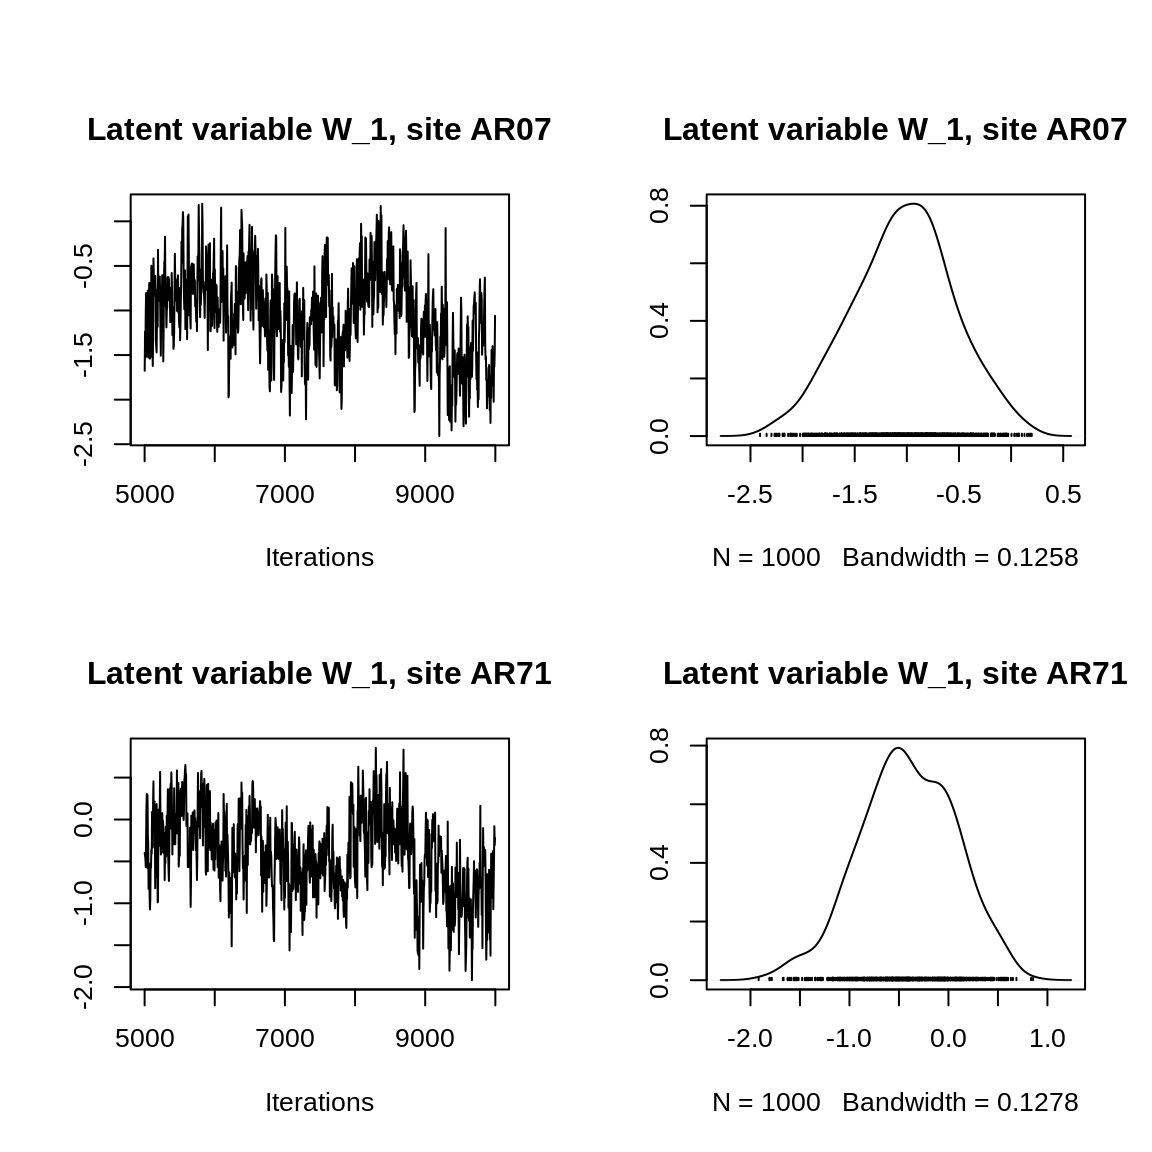 Latent variable W_1, site AR07
-2.5 -1.5 -0.5
5000 7000 9000
Iterations
Latent variable W_1, site AR07
0.0 0.4 0.8
-2.5 -1.5 -0.5 0.5
N = 1000 Bandwidth = 0.1258
Latent variable W_1, site AR71
-2.0 -1.0 0.0
5000 7000 9000
Iterations
Latent variable W_1, site AR71
0.0 0.4 0.8
-2.0 -1.0 0.0 1.0
N = 1000 Bandwidth = 0.1278